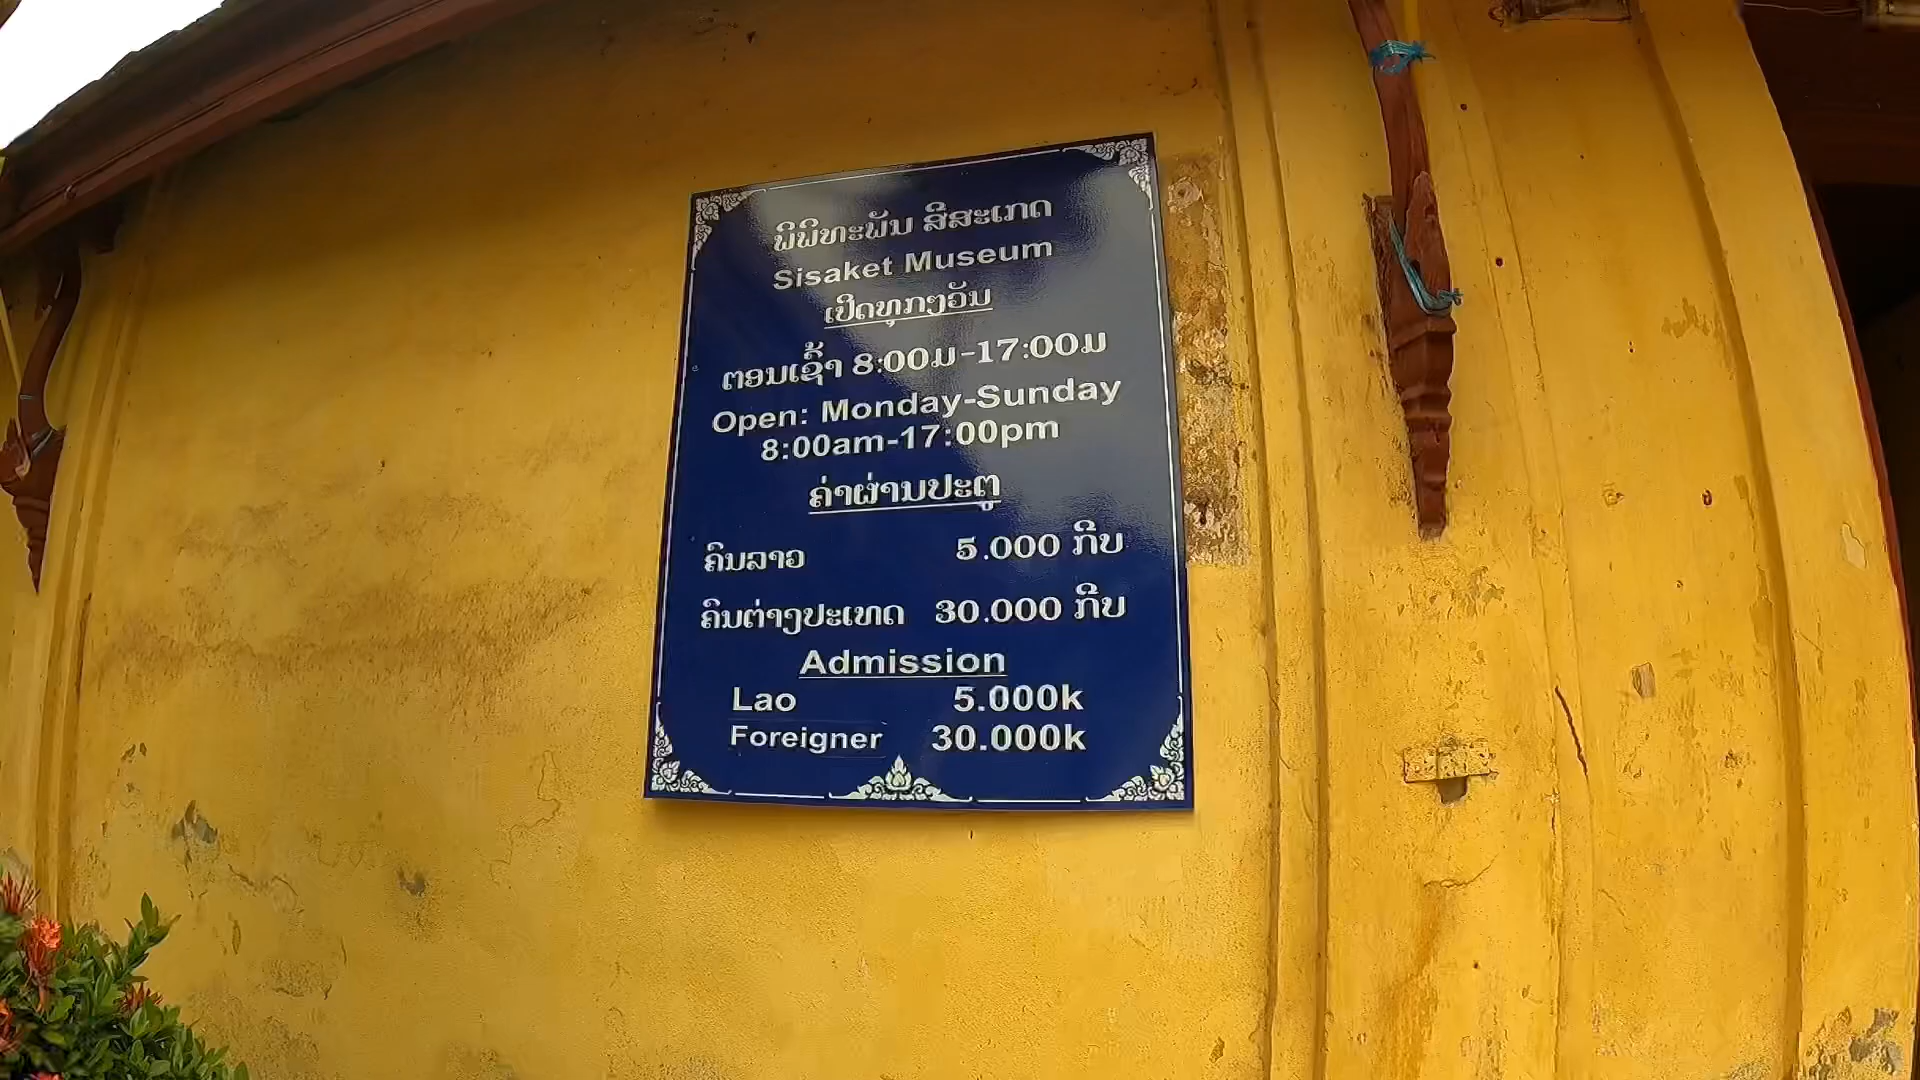 ພິພິທະພັນ ສີສະເກດ
Sisaket Museum
ເປີດທຸກໆວັນ
ຕອນເຊົ້າ 8:00ມ-17:00ມ
Open: Monday-Sunday
8:00am-17:00pm
ຄ່າຜ່ານປະຕູ
ຄົນລາວ 5.000 ກີບ
ຄົນຕ່າງປະເທດ 30.000 ກີບ
Admission
Lao 5.000k
Foreigner 30.000k